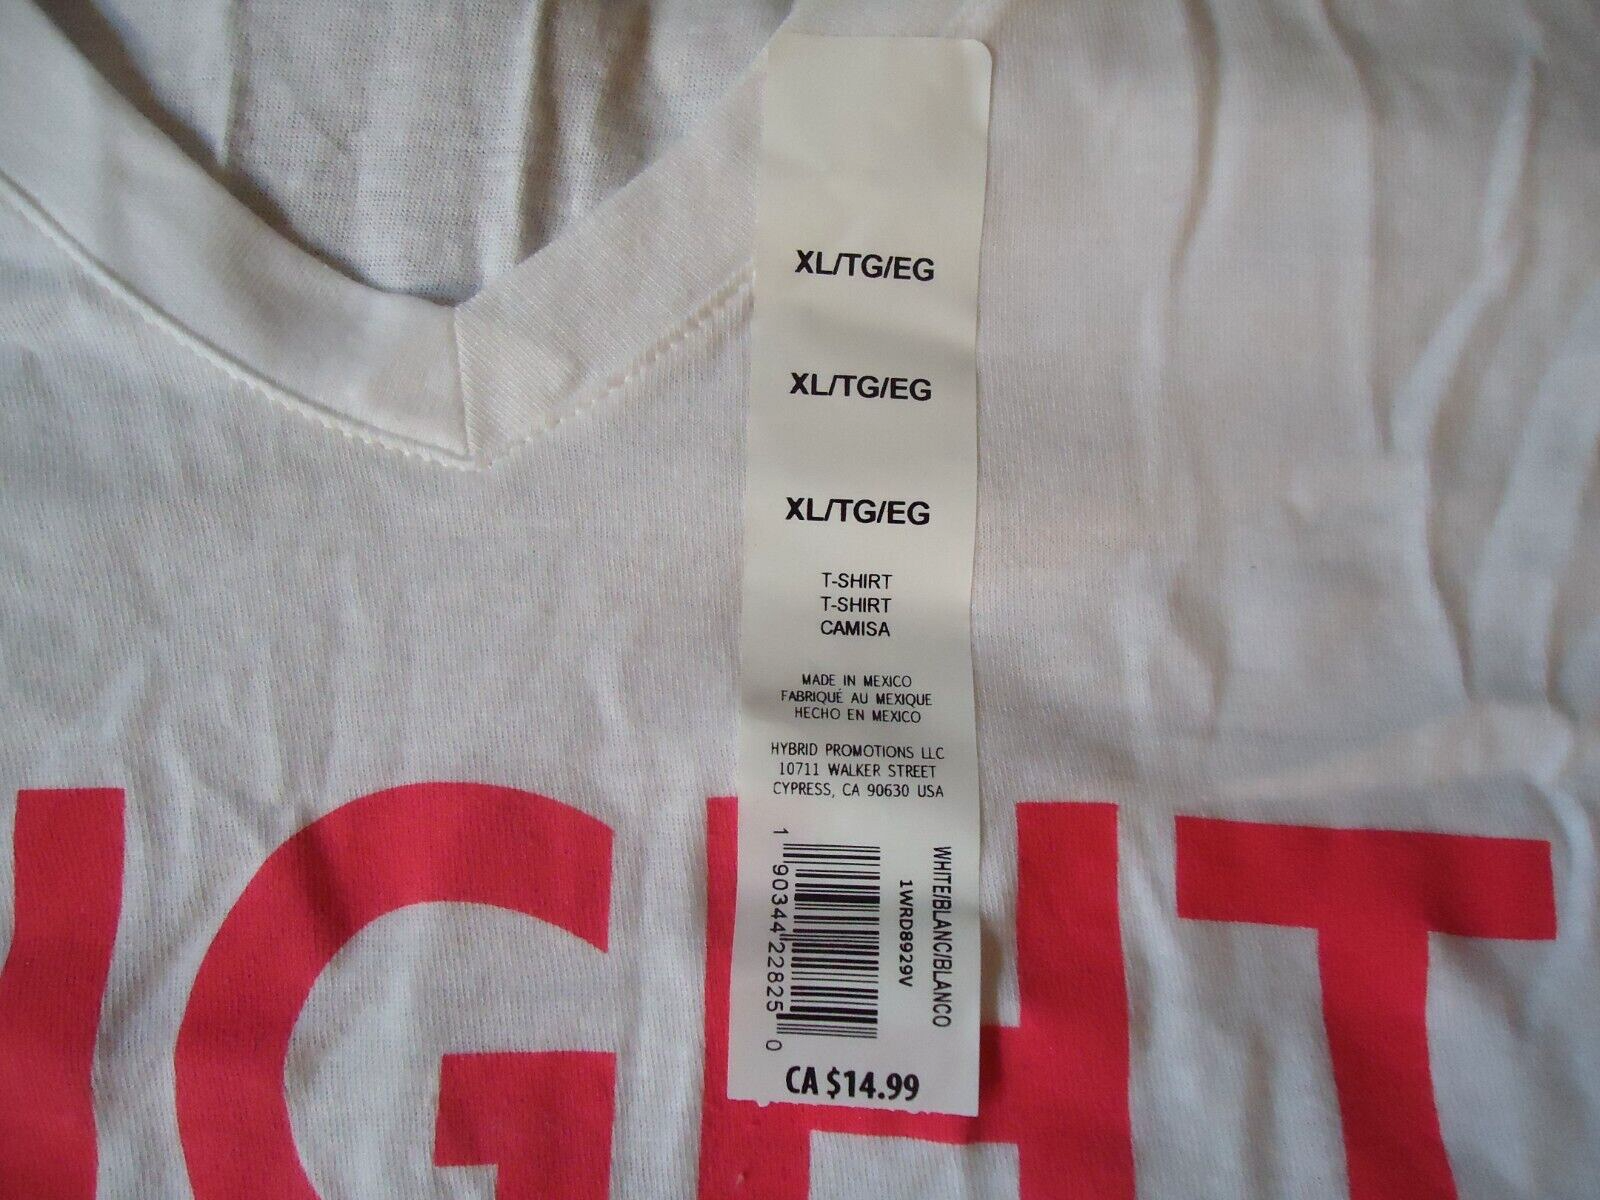 XL/TG/EG
XL/TG/EG
XL/TG/EG
T-SHIRT
T-SHIRT
CAMISA
MADE IN MEXICO
FABRIQUÉ AU MEXIQUE
HECHO EN MEXICO
HYBRID PROMOTIONS LLC
10711 WALKER STREET
CYPRESS, CA 90630 USA
WHITE/BLANC/BLANCO
1WRD8929V
1 90344 22825 0
CA $14.99
IGHT